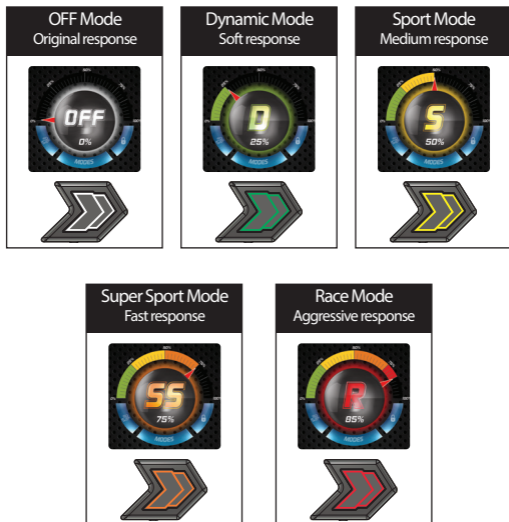 OFF Mode
Original response
OFF
0%
MODES
Dynamic Mode
Soft response
D
25%
MODES
Sport Mode
Medium response
S
50%
MODES
Super Sport Mode
Fast response
SS
75%
MODES
Race Mode
Aggressive response
R
85%
MODES